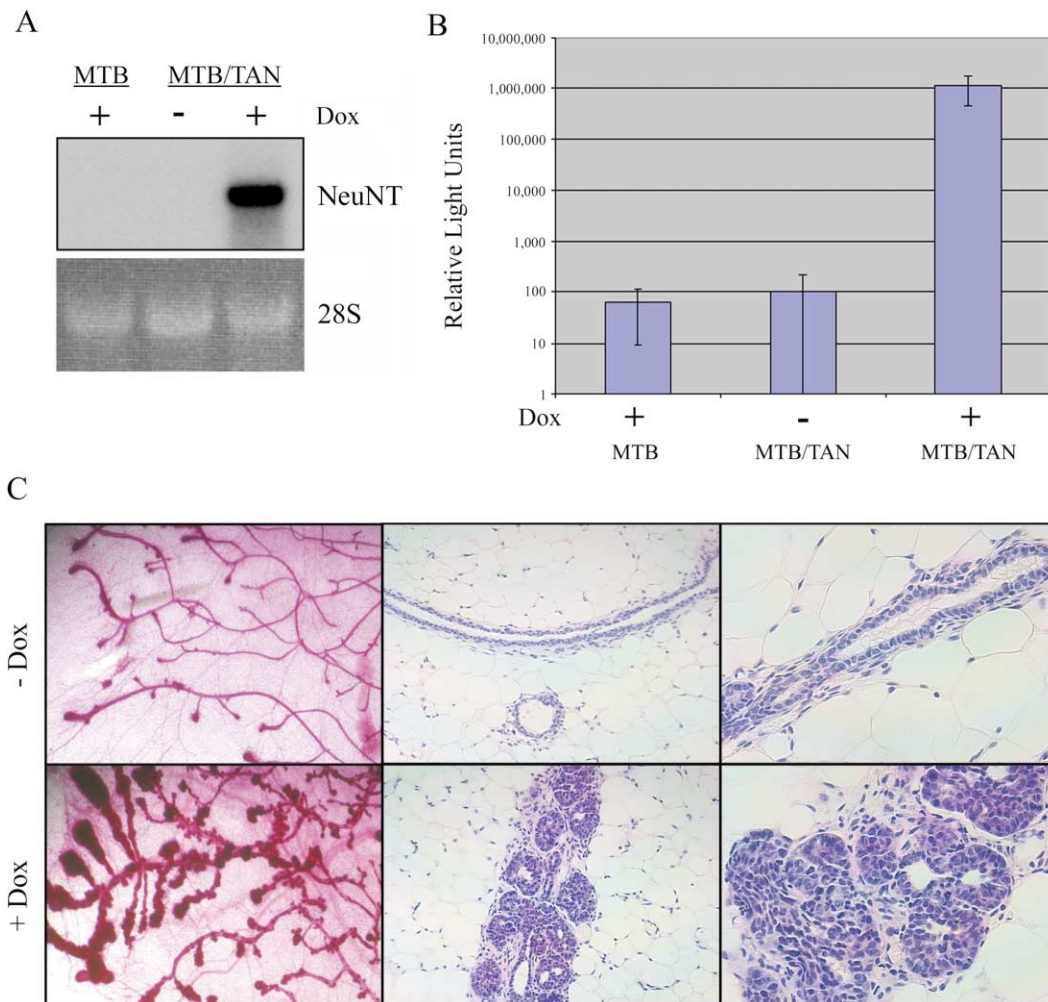 A
MTB MTB/TAN
+ - + Dox
NeuNT
28S
B
10,000,000
1,000,000
100,000
10,000
1,000
100
10
1
Relative Light Units
Dox + - +
MTB MTB/TAN MTB/TAN
C
- Dox
+ Dox